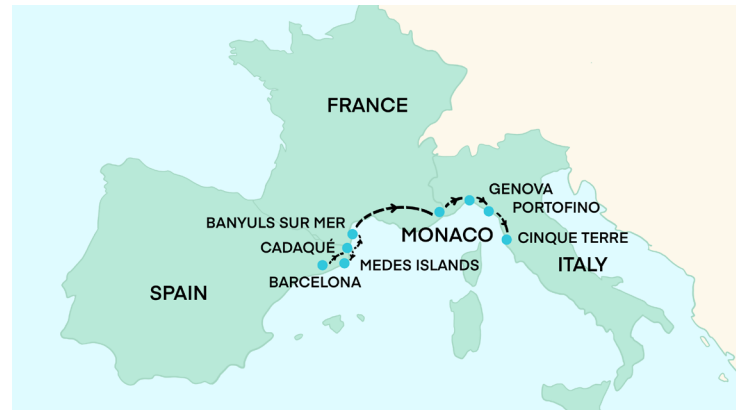 FRANCE
GENOVA
PORTOFINO
BANYULS SUR MER
MONACO
CINQUE TERRE
CADAQUÉ
MEDES ISLANDS
ITALY
BARCELONA
SPAIN